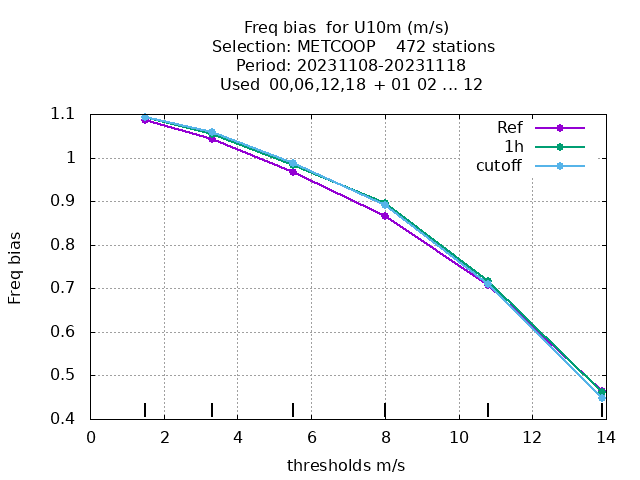 Freq bias  for U10m (m/s)
Selection: METCOOP    472 stations
Period: 20231108-20231118
Used  00,06,12,18  + 01 02 ... 12
Ref
1h
cutoff
Freq bias
1.1
1
0.9
0.8
0.7
0.6
0.5
0.4
0 2 4 6 8 10 12 14
thresholds m/s